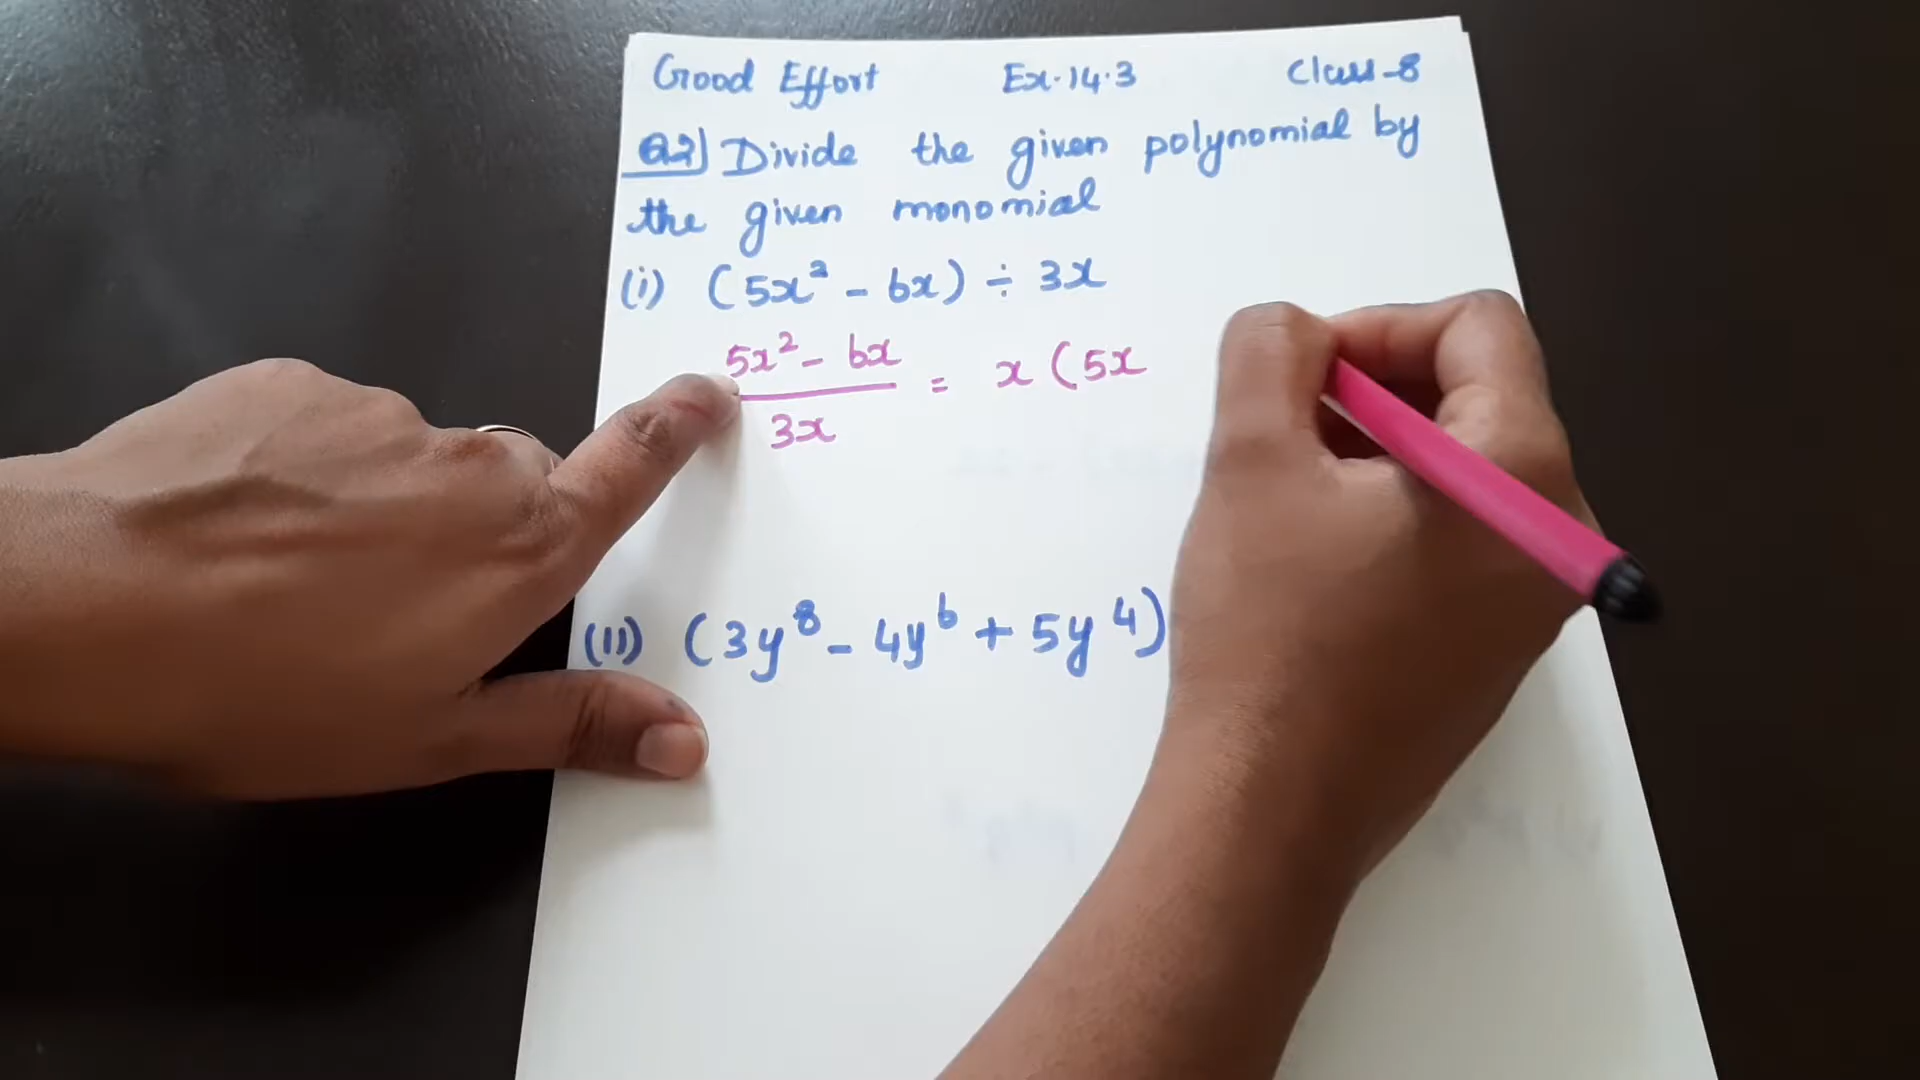 Good Effort Ex.14.3 Class-8
Q2) Divide the given polynomial by
the given monomial
(i) (5x² - 6x) ÷ 3x
5x² - 6x
3x
= x (5x
(ii) (3y⁸ - 4y⁶ + 5y⁴)